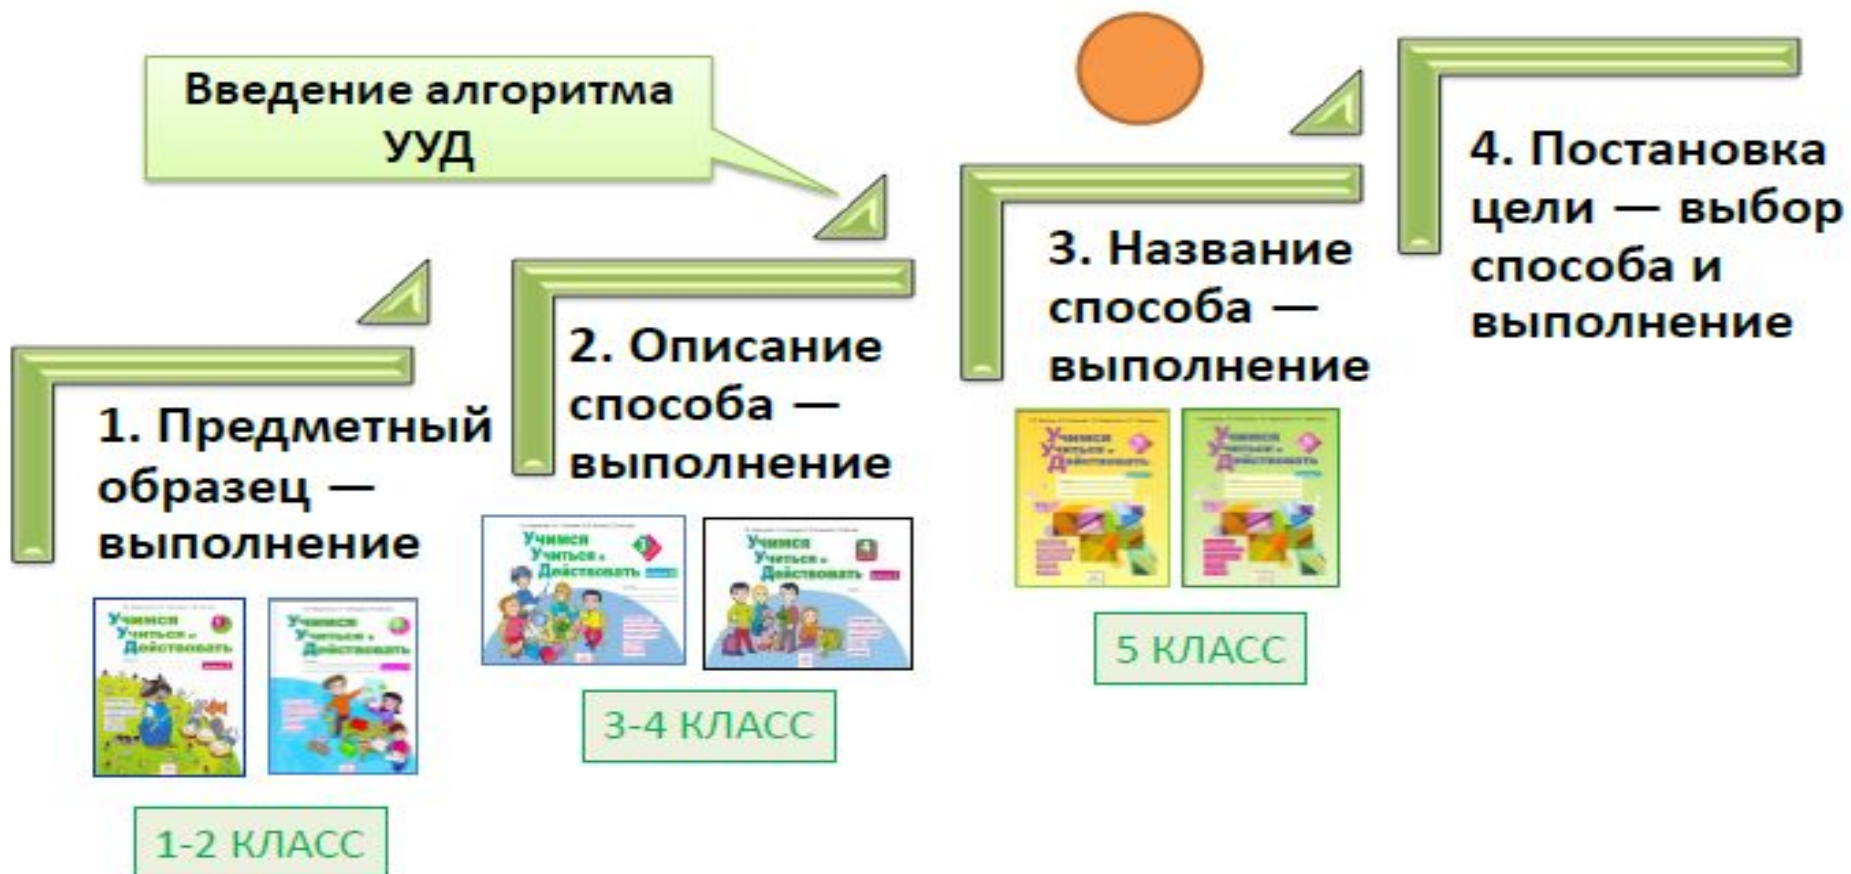 Введение алгоритма
УУД
1. Предметный
образец —
выполнение
Учимся
Учиться и
Действовать
Учимся
Учиться и
Действовать
1-2 КЛАСС
2. Описание
способа —
выполнение
Учимся
Учиться и
Действовать
3
Учимся
Учиться и
Действовать
4
3-4 КЛАСС
3. Название
способа —
выполнение
Учимся
Учиться и
Действовать
Учимся
Учиться и
Действовать
5 КЛАСС
4. Постановка
цели — выбор
способа и
выполнение